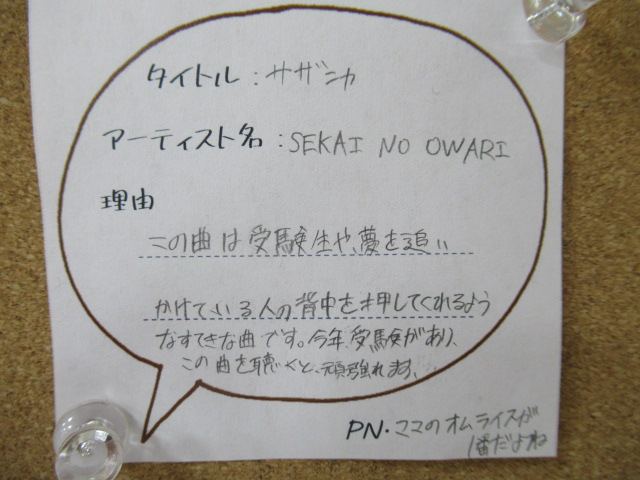 タイトル：サザンカ
アーティスト名：SEKAI NO OWARI
理由
この曲は受験生や、夢を追い
かけている人の背中を押してくれるよう
なすてきな曲です。今年、受験があり、
この曲を聴くと、頑張れます。
PN・ママのオムライスが
1番だよね